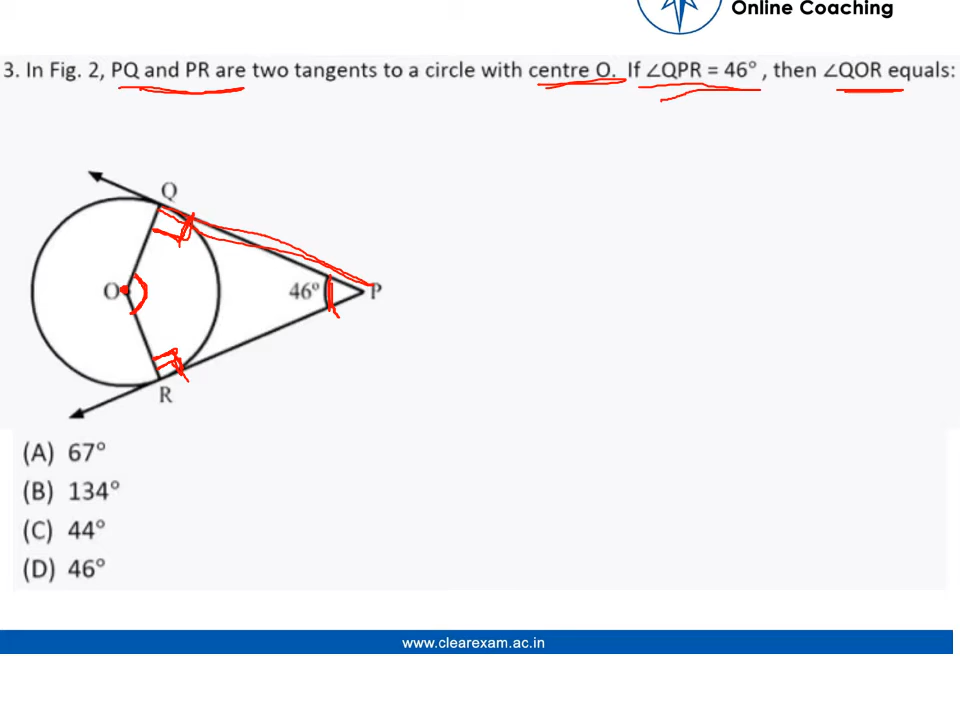 Online Coaching
3. In Fig. 2, PQ and PR are two tangents to a circle with centre O. If ∠QPR = 46°, then ∠QOR equals:
Q
O
46°
P
R
(A) 67°
(B) 134°
(C) 44°
(D) 46°
www.clearexam.ac.in